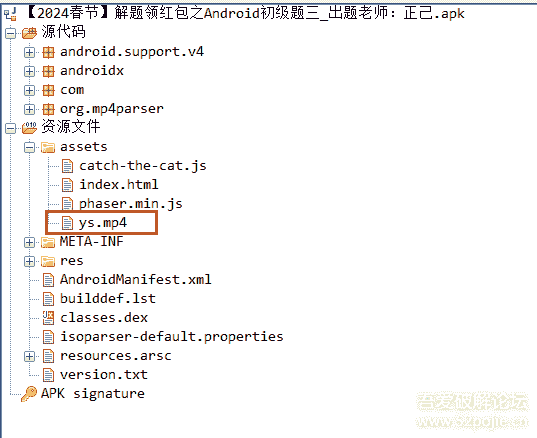 【2024春节】解题领红包之Android初级题三_出题老师：正己.apk
源代码
android.support.v4
androidx
com
org.mp4parser
资源文件
assets
catch-the-cat.js
index.html
phaser.min.js
ys.mp4
META-INF
res
AndroidManifest.xml
builddef.lst
classes.dex
isoparser-default.properties
resources.arsc
version.txt
APK signature
吾爱破解论坛
www.52pojie.cn